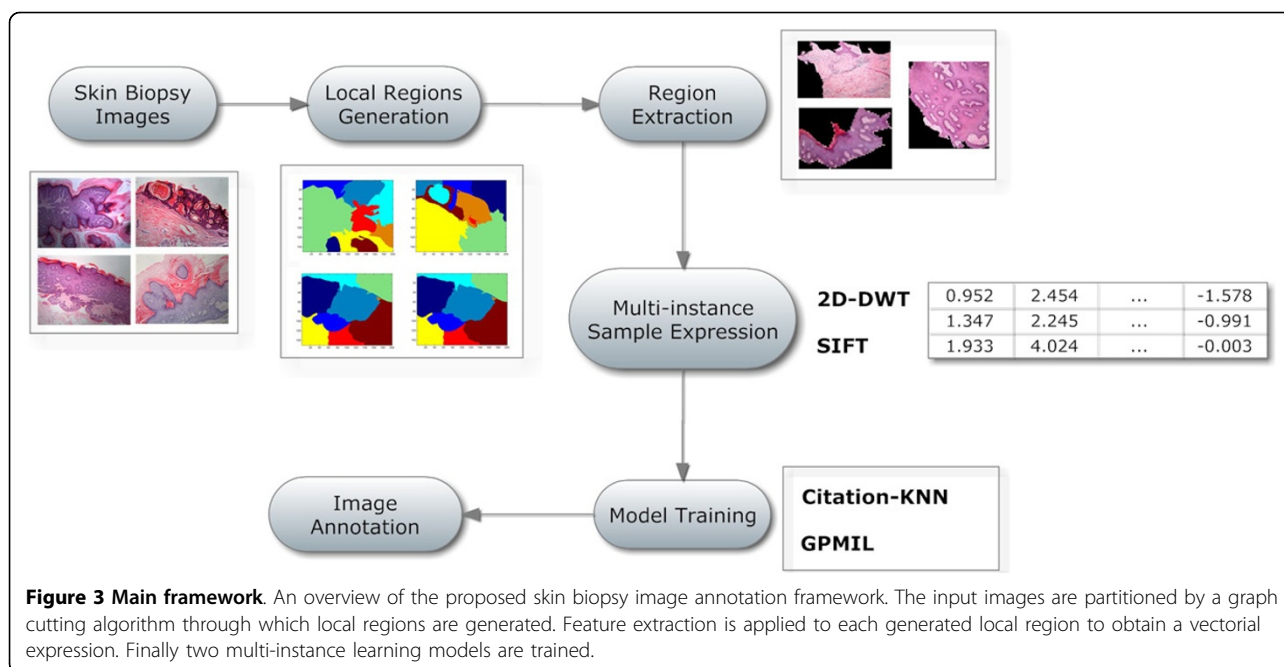 Skin Biopsy
Images
Local Regions
Generation
Region
Extraction
Multi-instance
Sample Expression
2D-DWT
SIFT
0.952 2.454 ... -1.578
1.347 2.245 ... -0.991
1.933 4.024 ... -0.003
Image
Annotation
Model Training
Citation-KNN
GPMIL
Figure 3 Main framework. An overview of the proposed skin biopsy image annotation framework. The input images are partitioned by a graph
cutting algorithm through which local regions are generated. Feature extraction is applied to each generated local region to obtain a vectorial
expression. Finally two multi-instance learning models are trained.